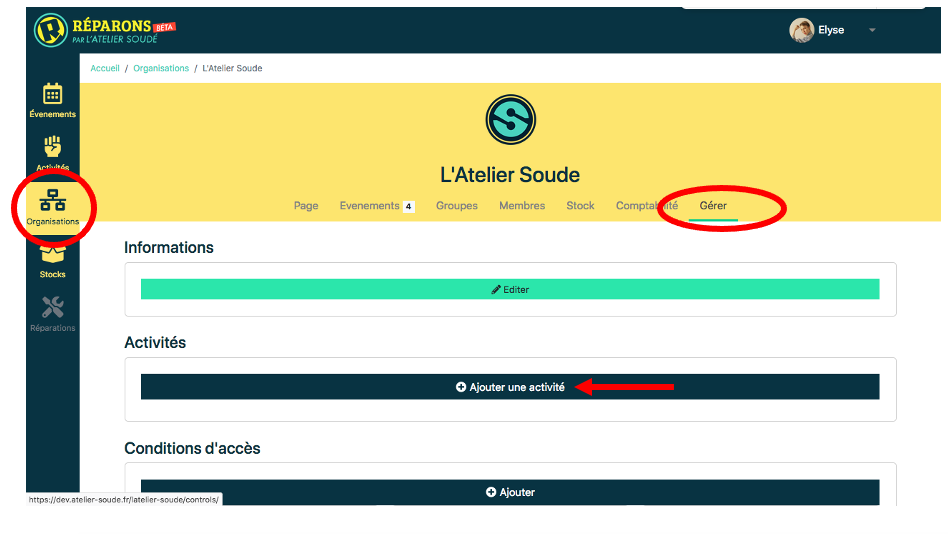 RÉPARONS BÉTA
PAR L'ATELIER SOUDÉ
Elyse
Accueil / Organisations / L'Atelier Soude
Évenements
Activités
Organisations
Stocks
Réparations
L'Atelier Soude
Page Evenements 4 Groupes Membres Stock Comptabilité Gérer
Informations
Editer
Activités
Ajouter une activité
Conditions d'accès
Ajouter
https://dev.atelier-soude.fr/latelier-soude/controls/